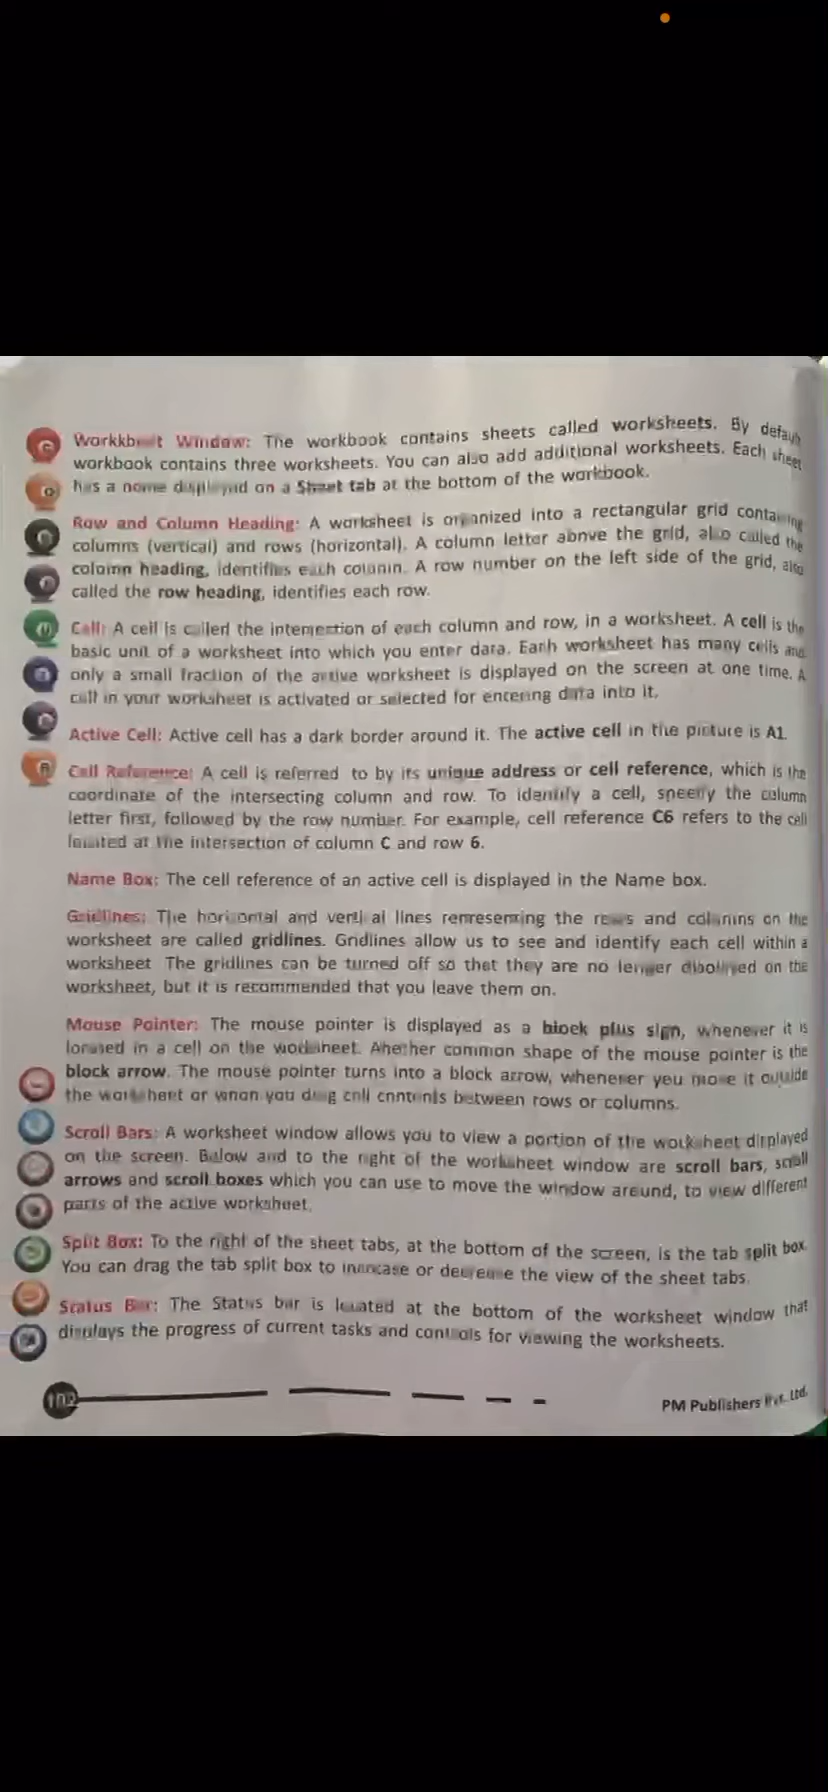 Window: The workbook contains sheets called worksheets. By default
workbook contains three worksheets. You can also add additional worksheets. Each sheet
has a name displayed on a Sheet tab at the bottom of the workbook.
Row and Column Heading: A worksheet is organized into a rectangular grid containing
columns (vertical) and rows (horizontal). A column letter above the grid, also called the
column heading, identifies each column. A row number on the left side of the grid, also
called the row heading, identifies each row.
Cell: A cell is called the intersection of each column and row, in a worksheet. A cell is the
basic unit of a worksheet into which you enter data. Each worksheet has many cells and
only a small fraction of the active worksheet is displayed on the screen at one time. A
cell in your worksheet is activated or selected for entering data into it.
Active Cell: Active cell has a dark border around it. The active cell in the picture is A1.
Cell Reference: A cell is referred to by its unique address or cell reference, which is the
coordinate of the intersecting column and row. To identify a cell, specify the column
letter first, followed by the row number. For example, cell reference C6 refers to the cell
located at the intersection of column C and row 6.
Name Box: The cell reference of an active cell is displayed in the Name box.
Gridlines: The horizontal and vertical lines representing the rows and columns on the
worksheet are called gridlines. Gridlines allow us to see and identify each cell within a
worksheet The gridlines can be turned off so that they are no longer displayed on the
worksheet, but it is recommended that you leave them on.
Mouse Pointer: The mouse pointer is displayed as a block plus sign, whenever it is
located in a cell on the worksheet. Another common shape of the mouse pointer is the
block arrow. The mouse pointer turns into a block arrow, whenever you move it outside
the worksheet or when you drag cell contents between rows or columns.
Scroll Bars: A worksheet window allows you to view a portion of the worksheet displayed
on the screen. Below and to the right of the worksheet window are scroll bars, scroll
arrows and scroll boxes which you can use to move the window around, to view different
parts of the active worksheet.
Split Box: To the right of the sheet tabs, at the bottom of the screen, is the tab split box.
You can drag the tab split box to increase or decrease the view of the sheet tabs.
Status Bar: The Status bar is located at the bottom of the worksheet window that
displays the progress of current tasks and controls for viewing the worksheets.
PM Publishers Pvt. Ltd.